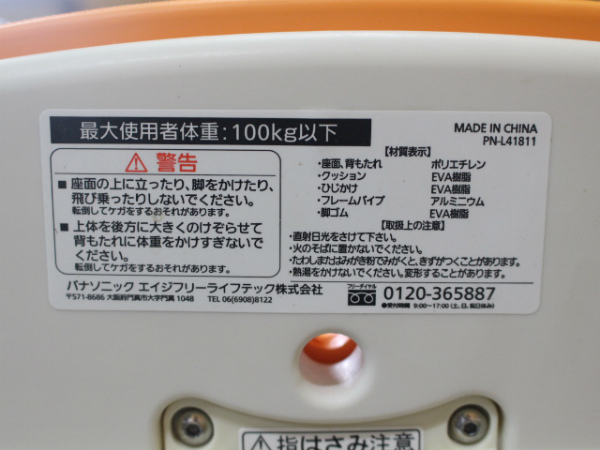 最大使用者体重:100kg以下
⚠警告
■座面の上に立ったり、脚をかけたり、
飛び乗ったりしないでください。
転倒してケガをするおそれがあります。
■上体を後方に大きくのけぞらせて
背もたれに体重をかけすぎないで
ください。
転倒してケガをするおそれがあります。
【材質表示】
MADE IN CHINA
PN-L41811
・座面、背もたれ ポリエチレン
・クッション EVA樹脂
・ひじかけ EVA樹脂
・フレームパイプ アルミニウム
・脚ゴム EVA樹脂
【取扱上の注意】
・直射日光をさけて下さい。
・火のそばに置かないでください。
・たわしまたはみがき粉でみがくと、きずがつくことがあります。
・熱湯をかけないでください。変形することがあります。
パナソニック エイジフリーライフテック株式会社
〒571-8686 大阪府門真市大字門真 1048 TEL 06(6908)8122
フリーダイヤル 0120-365887
●受付時間 9:00〜17:00(土、日、祝日休み)
⚠指はさみ注意